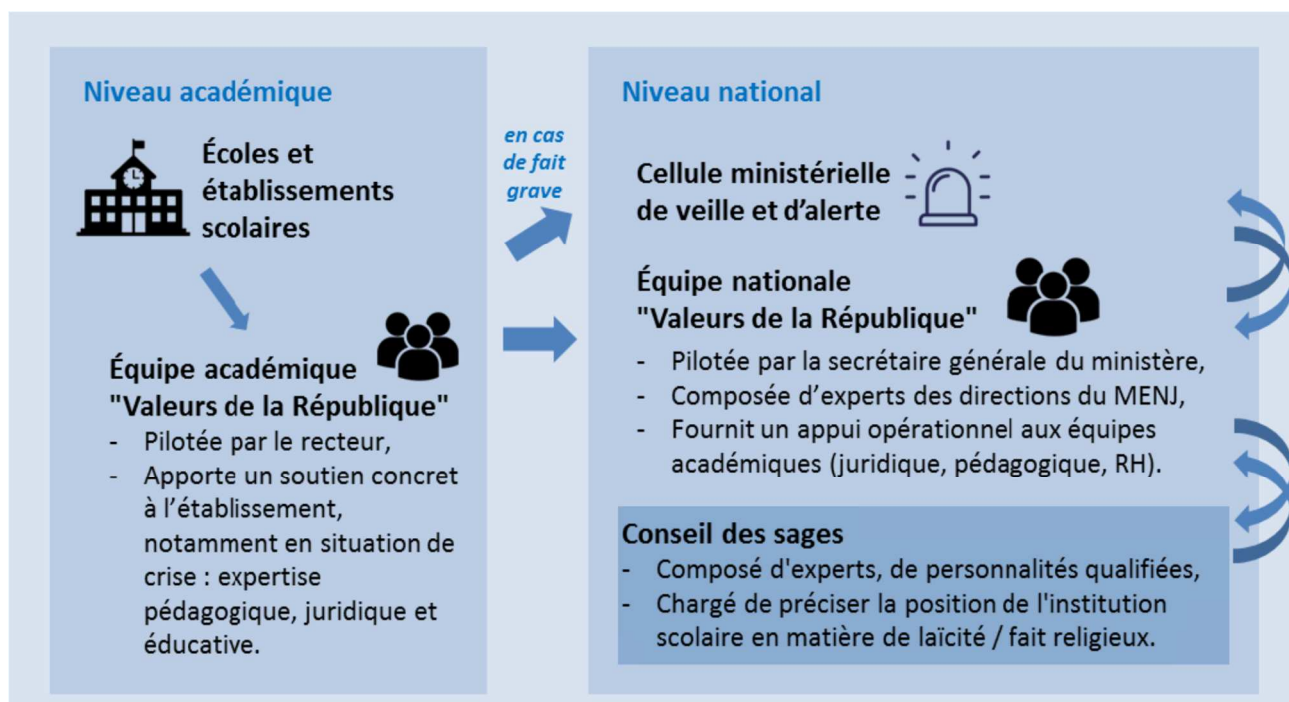 Niveau académique
Écoles et
établissements
scolaires
Équipe académique
"Valeurs de la République"
- Pilotée par le recteur,
- Apporte un soutien concret
à l'établissement,
notamment en situation de
crise : expertise
pédagogique, juridique et
éducative.
en cas
de fait
grave
Niveau national
Cellule ministérielle
de veille et d'alerte
Équipe nationale
"Valeurs de la République"
- Pilotée par la secrétaire générale du ministère,
- Composée d'experts des directions du MENJ,
- Fournit un appui opérationnel aux équipes
académiques (juridique, pédagogique, RH).
Conseil des sages
- Composé d'experts, de personnalités qualifiées,
- Chargé de préciser la position de l'institution
scolaire en matière de laïcité / fait religieux.